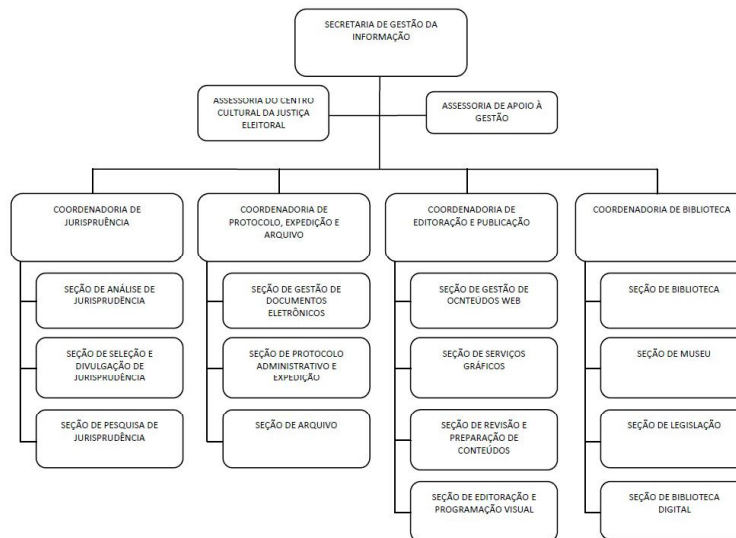 SECRETARIA DE GESTÃO DA
INFORMAÇÃO
ASSESSORIA DO CENTRO
CULTURAL DA JUSTIÇA
ELEITORAL
ASSESSORIA DE APOIO À
GESTÃO
COORDENADORIA DE
JURISPRUÊNCIA
COORDENADORIA DE
PROTOCOLO, EXPEDIÇÃO E
ARQUIVO
COORDENADORIA DE
EDITORAÇÃO E PUBLICAÇÃO
COORDENADORIA DE BIBLIOTECA
SEÇÃO DE ANÁLISE DE
JURISPRUDÊNCIA
SEÇÃO DE SELEÇÃO E
DIVULGAÇÃO DE
JURISPRUDÊNCIA
SEÇÃO DE PESQUISA DE
JURISPRUDÊNCIA
SEÇÃO DE GESTÃO DE
DOCUMENTOS
ELETRÔNICOS
SEÇÃO DE PROTOCOLO
ADMINISTRATIVO E
EXPEDIÇÃO
SEÇÃO DE ARQUIVO
SEÇÃO DE GESTÃO DE
OCNTEÚDOS WEB
SEÇÃO DE SERVIÇOS
GRÁFICOS
SEÇÃO DE REVISÃO E
PREPARAÇÃO DE
CONTEÚDOS
SEÇÃO DE EDITORAÇÃO E
PROGRAMAÇÃO VISUAL
SEÇÃO DE BIBLIOTECA
SEÇÃO DE MUSEU
SEÇÃO DE LEGISLAÇÃO
SEÇÃO DE BIBLIOTECA
DIGITAL